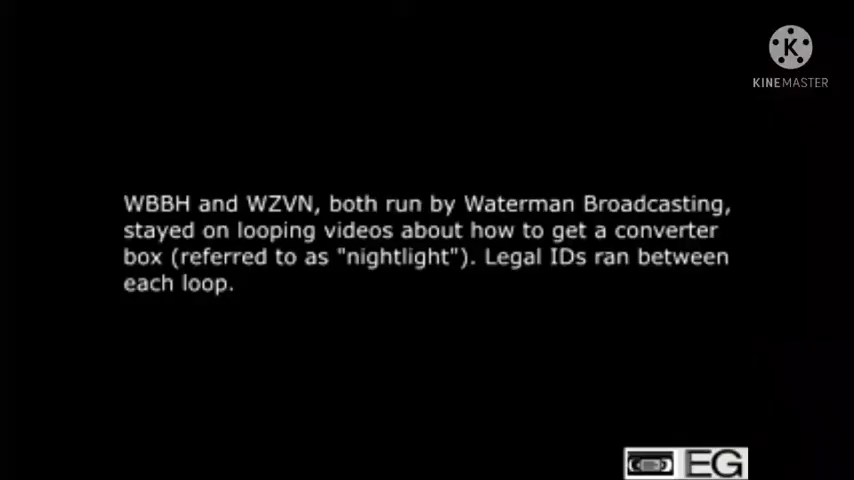 K
KINEMASTER
WBBH and WZVN, both run by Waterman Broadcasting,
stayed on looping videos about how to get a converter
box (referred to as "nightlight"). Legal IDs ran between
each loop.
EG